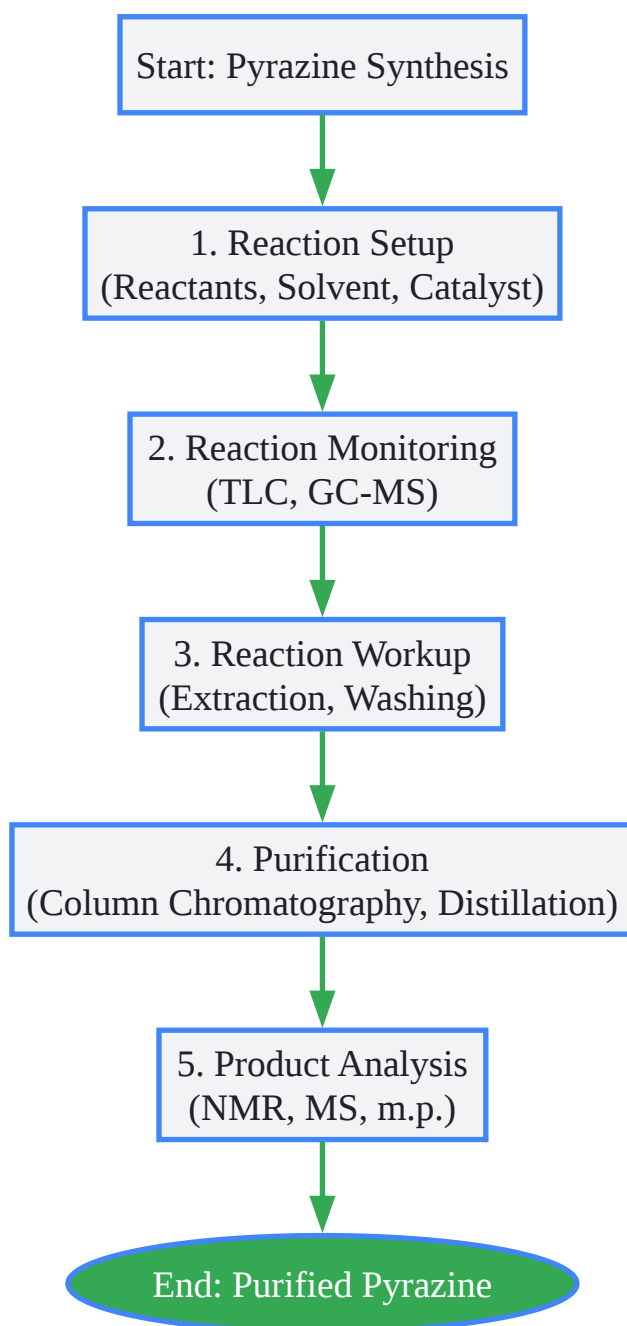 Start: Pyrazine Synthesis
1. Reaction Setup
(Reactants, Solvent, Catalyst)
2. Reaction Monitoring
(TLC, GC-MS)
3. Reaction Workup
(Extraction, Washing)
4. Purification
(Column Chromatography, Distillation)
5. Product Analysis
(NMR, MS, m.p.)
End: Purified Pyrazine